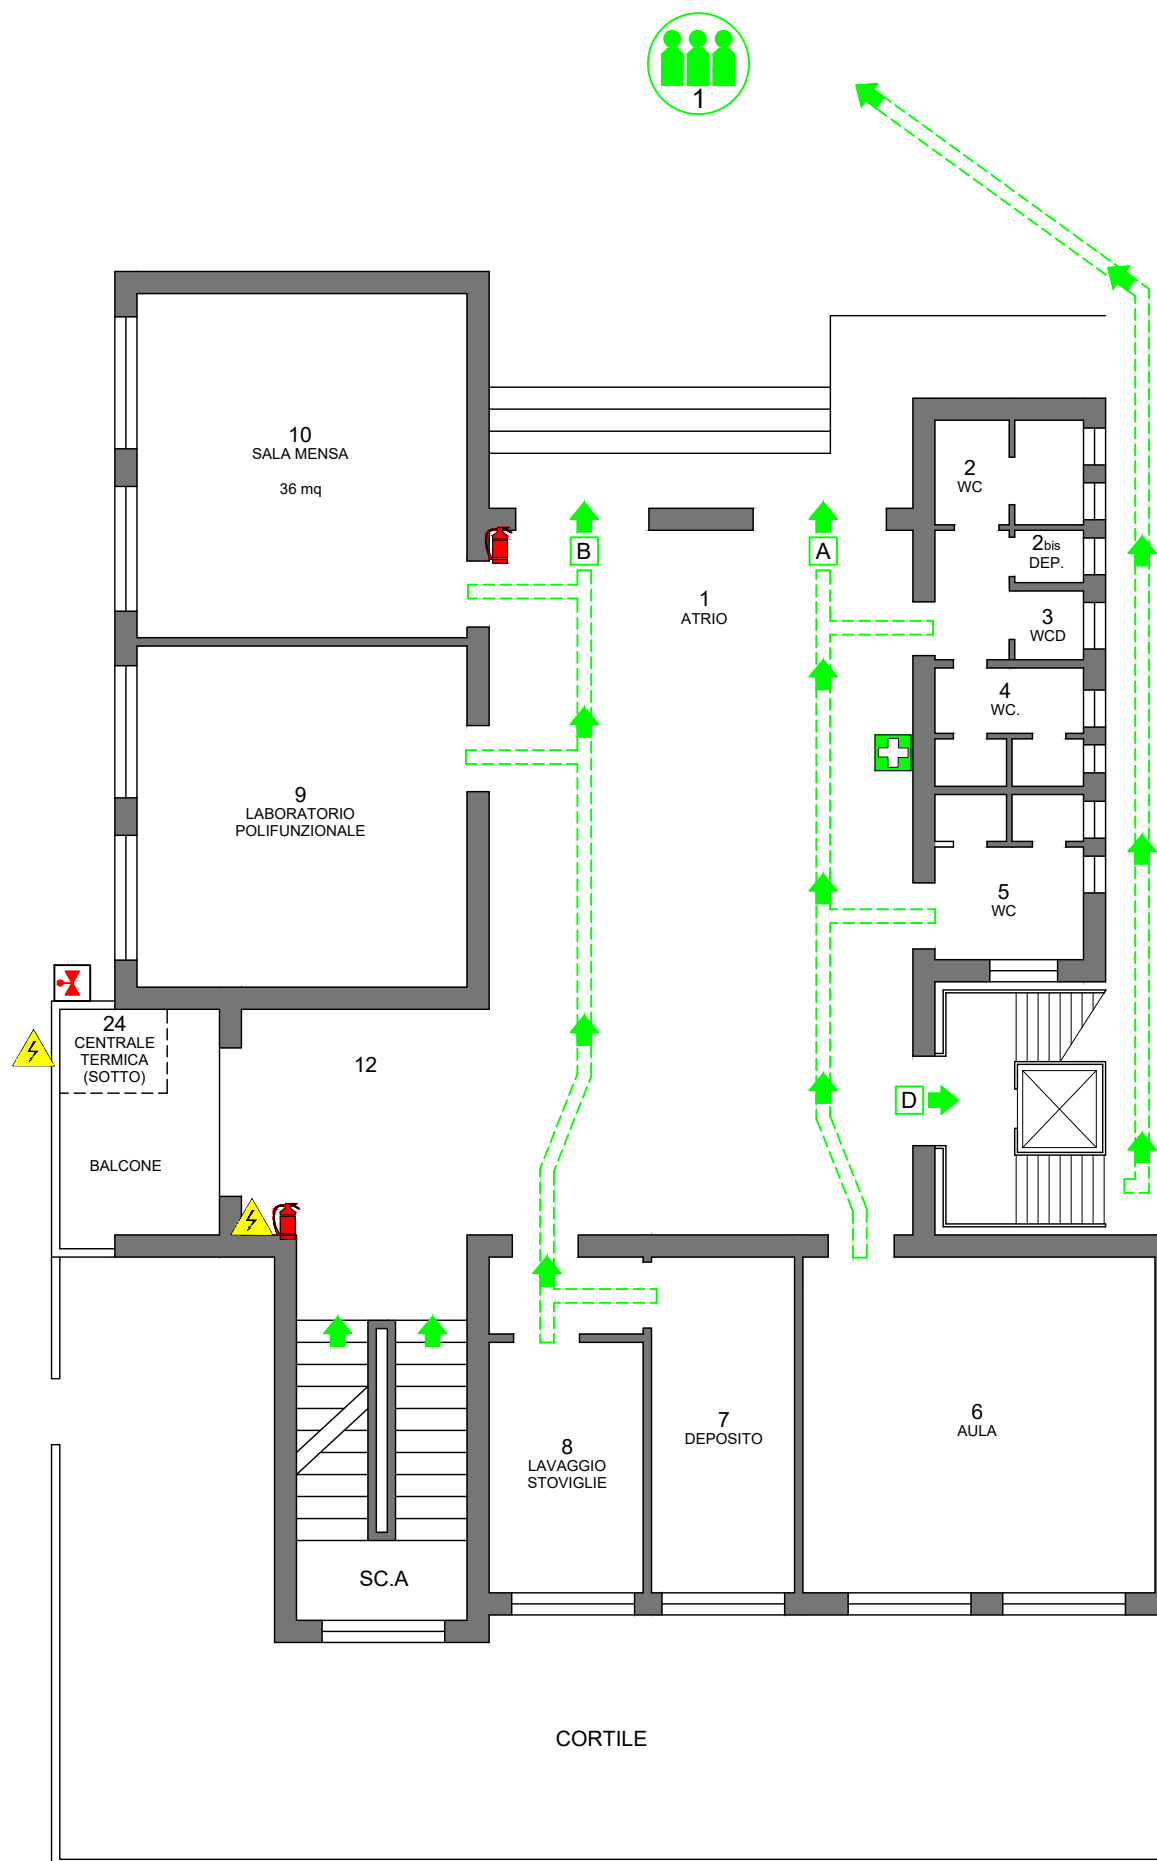 1
10
SALA MENSA
36 mq
2
WC
B
A
2bis
DEP.
1
ATRIO
3
WCD
4
WC.
9
LABORATORIO
POLIFUNZIONALE
5
WC
24
CENTRALE
TERMICA
(SOTTO)
12
D
BALCONE
6
AULA
7
DEPOSITO
8
LAVAGGIO
STOVIGLIE
SC.A
CORTILE